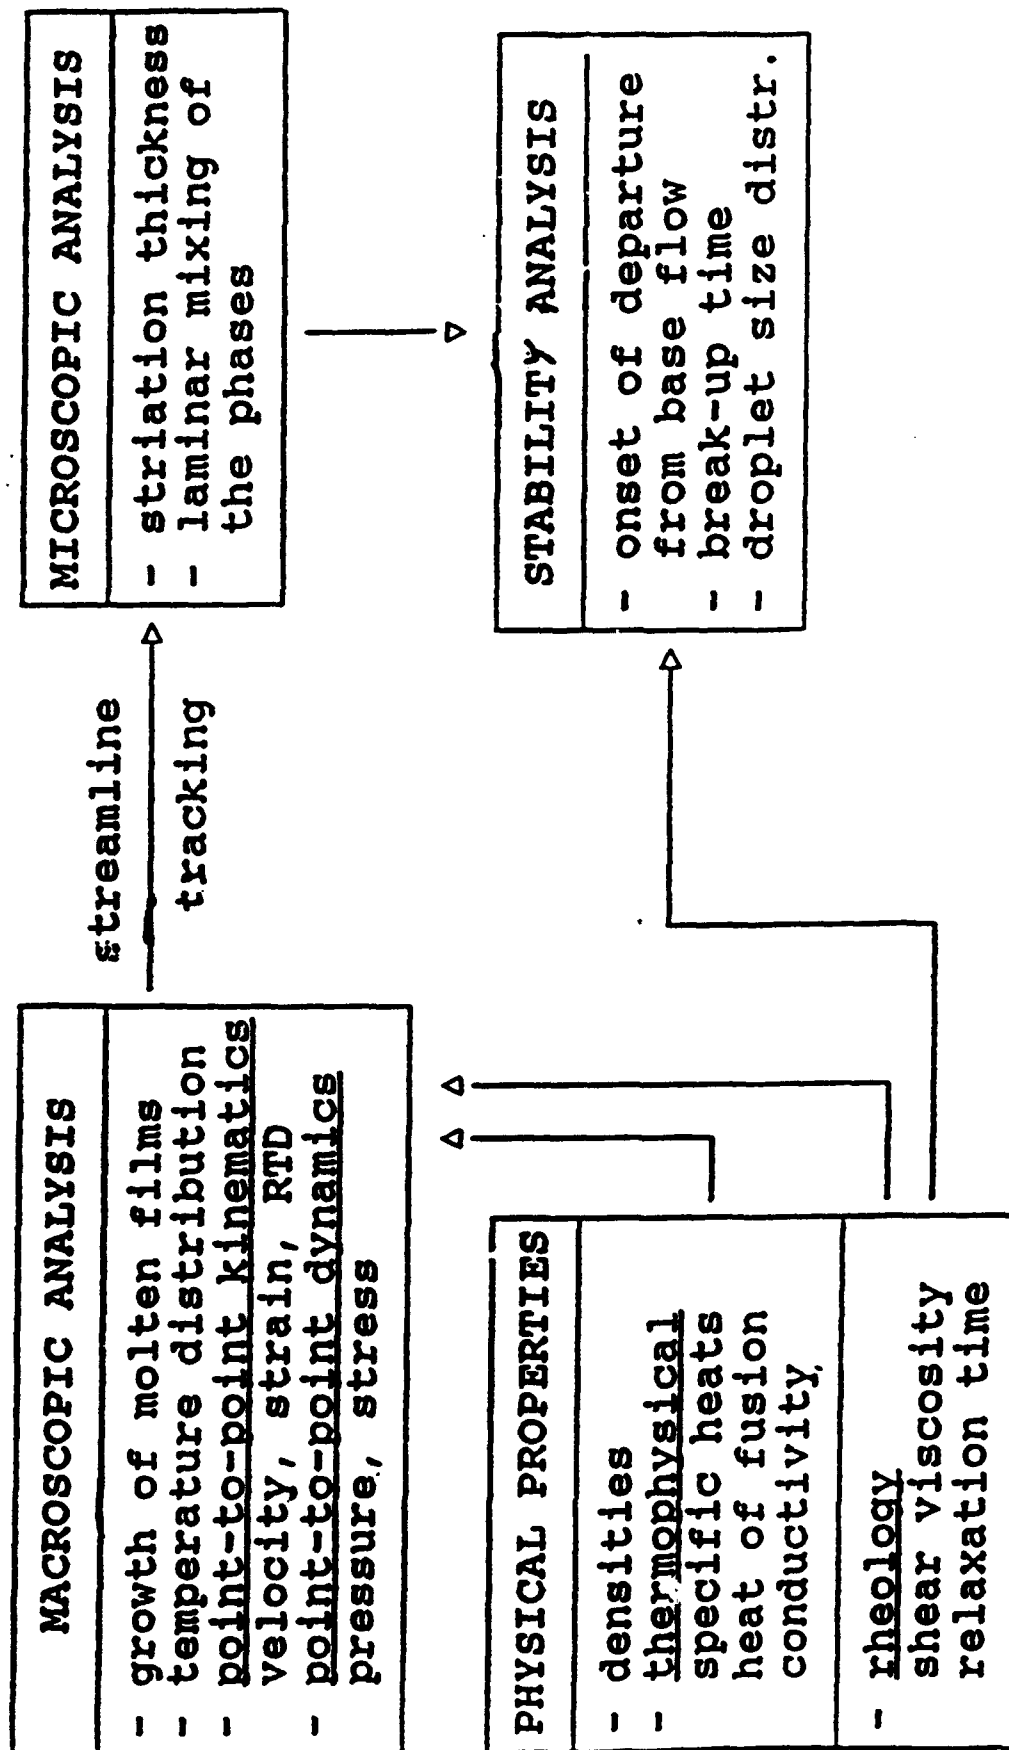 MACROSCOPIC ANALYSIS
- growth of molten films
- temperature distribution
- point-to-point kinematics
velocity, strain, RTD
- point-to-point dynamics
pressure, stress
streamline
tracking
MICROSCOPIC ANALYSIS
- striation thickness
- laminar mixing of
the phases
PHYSICAL PROPERTIES
- densities
- thermophysical
specific heats
heat of fusion
conductivity
- rheology
shear viscosity
relaxation time
STABILITY ANALYSIS
- onset of departure
from base flow
- break-up time
- droplet size distr.